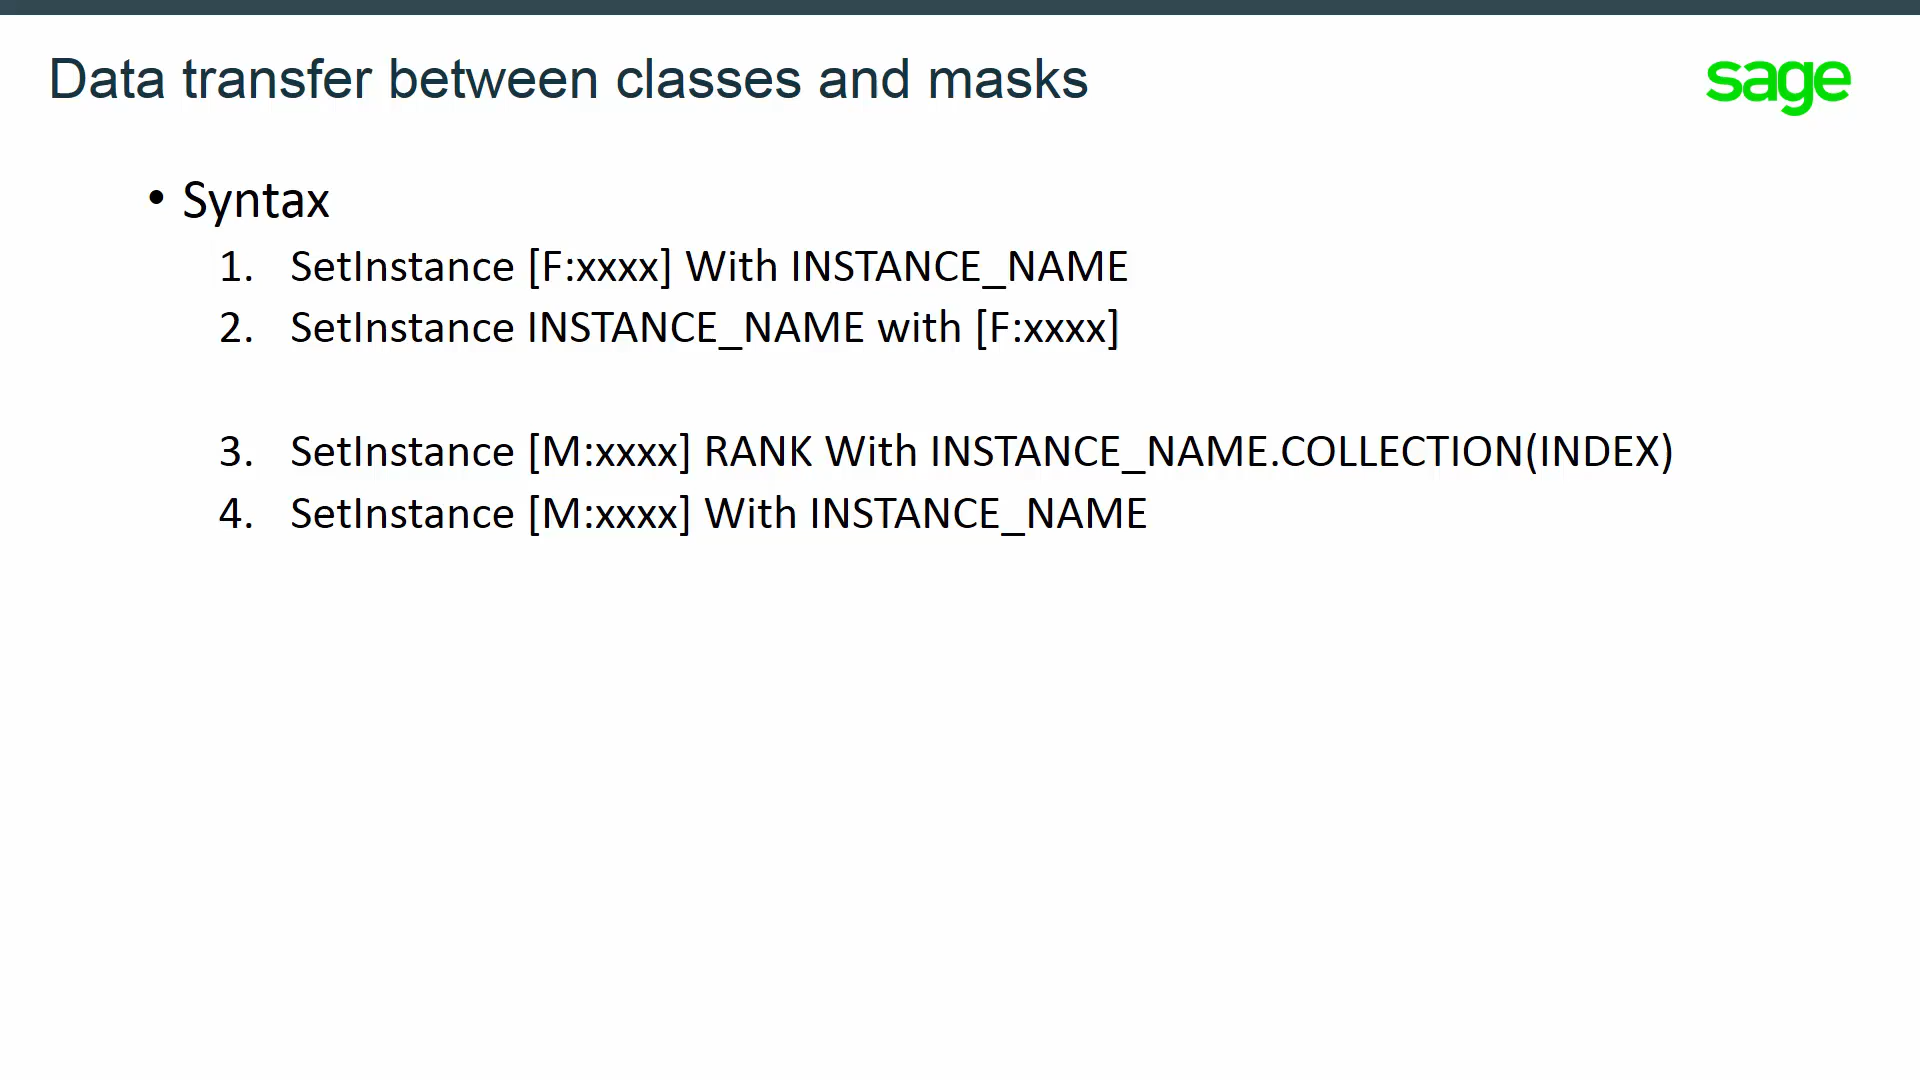 Data transfer between classes and masks
sage
• Syntax
1. SetInstance [F:xxxx] With INSTANCE_NAME
2. SetInstance INSTANCE_NAME with [F:xxxx]
3. SetInstance [M:xxxx] RANK With INSTANCE_NAME.COLLECTION(INDEX)
4. SetInstance [M:xxxx] With INSTANCE_NAME